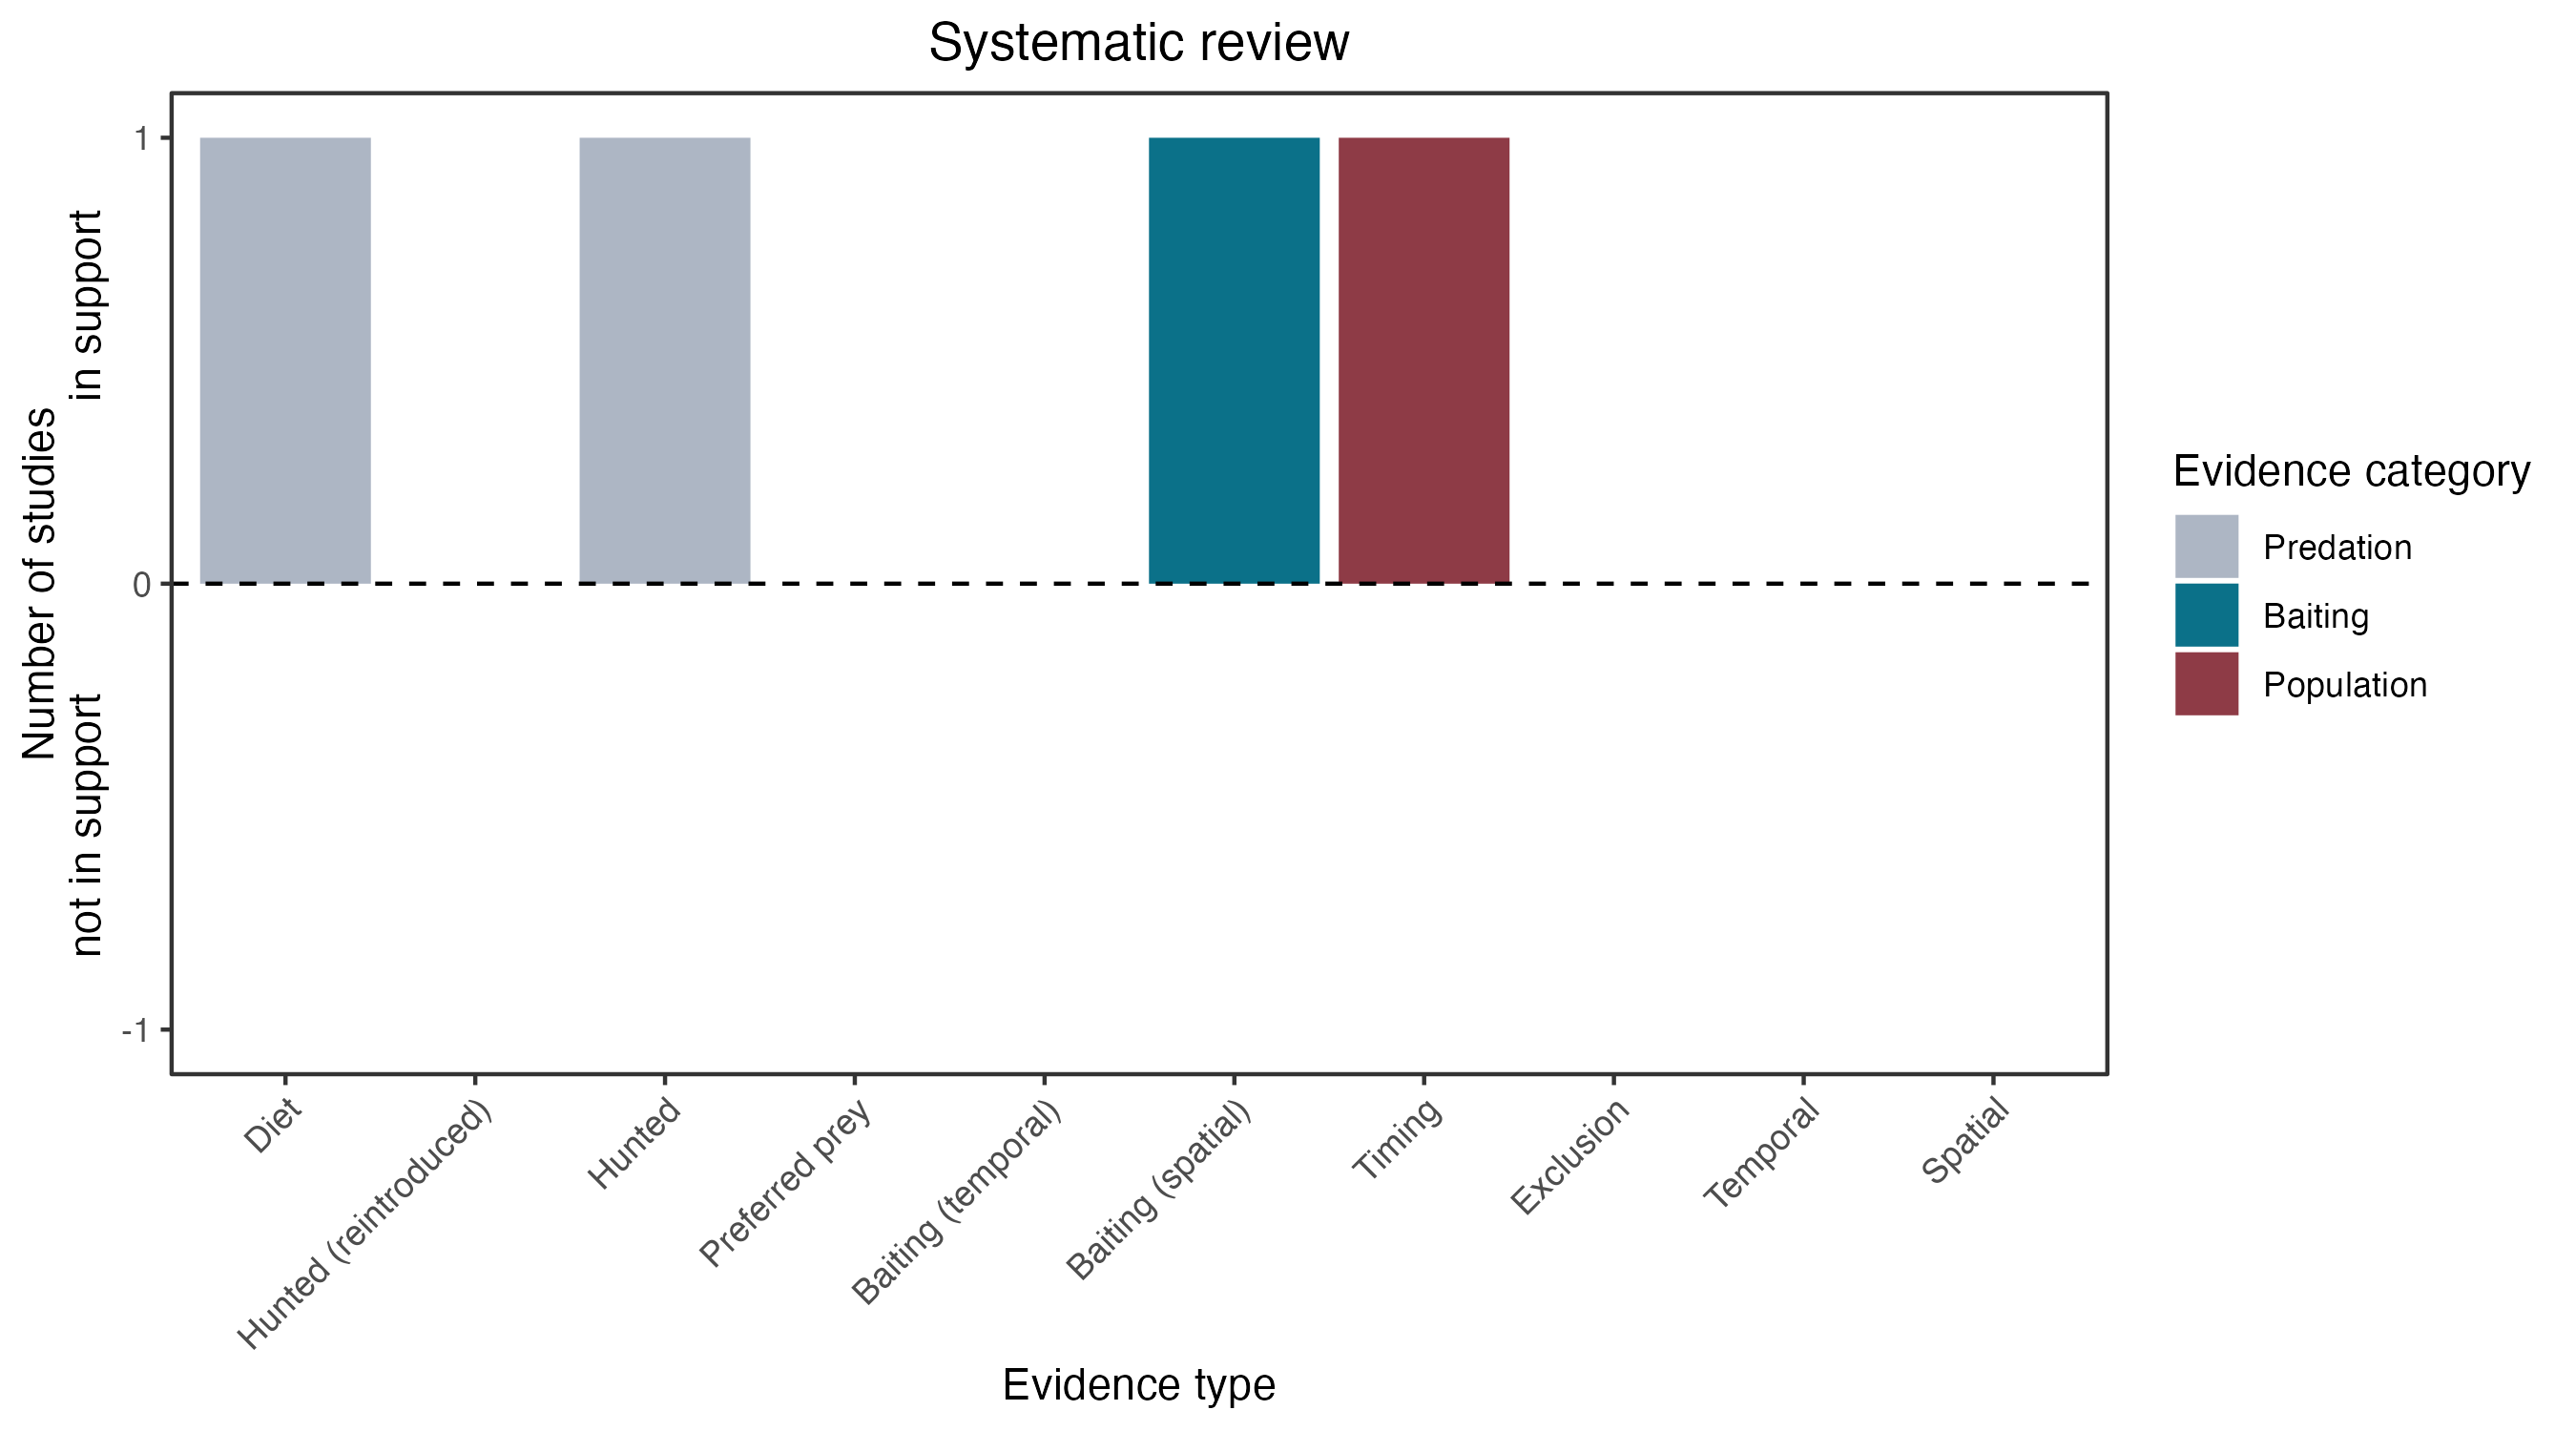 Systematic review
Number of studies
not in support in support
1
0
-1
Diet
Hunted (reintroduced)
Hunted
Preferred prey
Baiting (temporal)
Baiting (spatial)
Timing
Exclusion
Temporal
Spatial
Evidence type
Evidence category
Predation
Baiting
Population